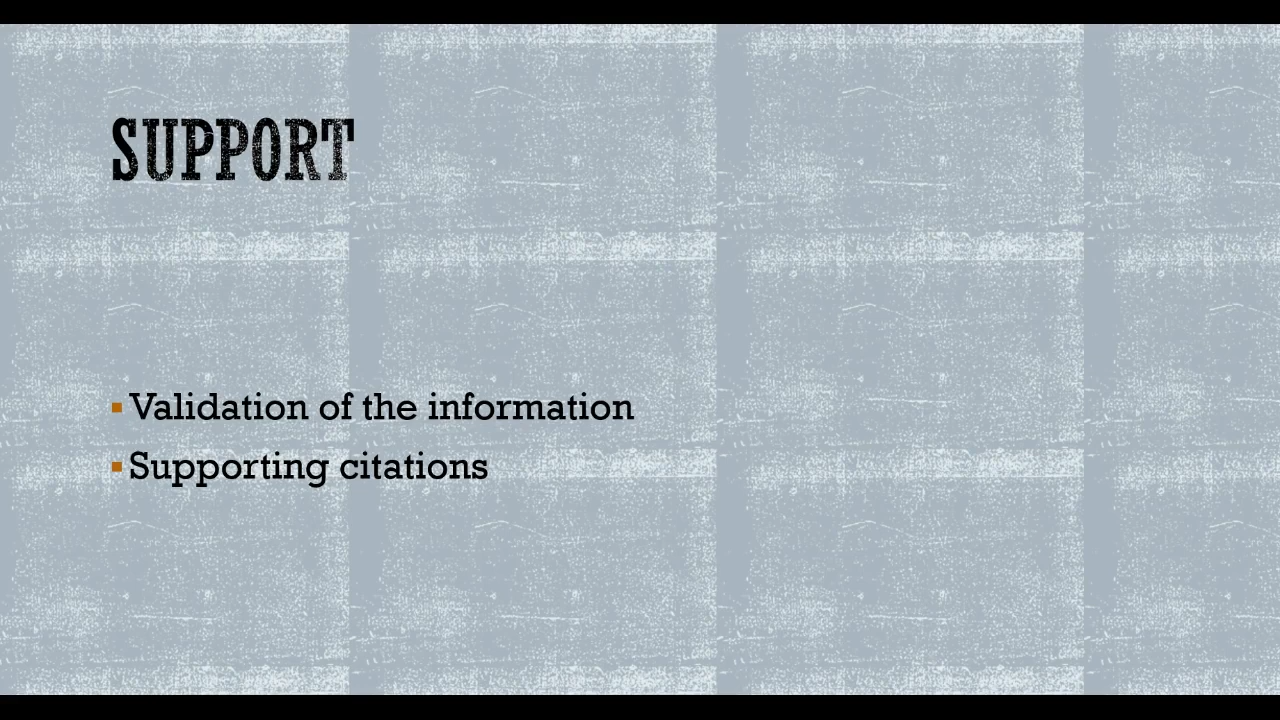 SUPPORT
▪ Validation of the information
▪ Supporting citations